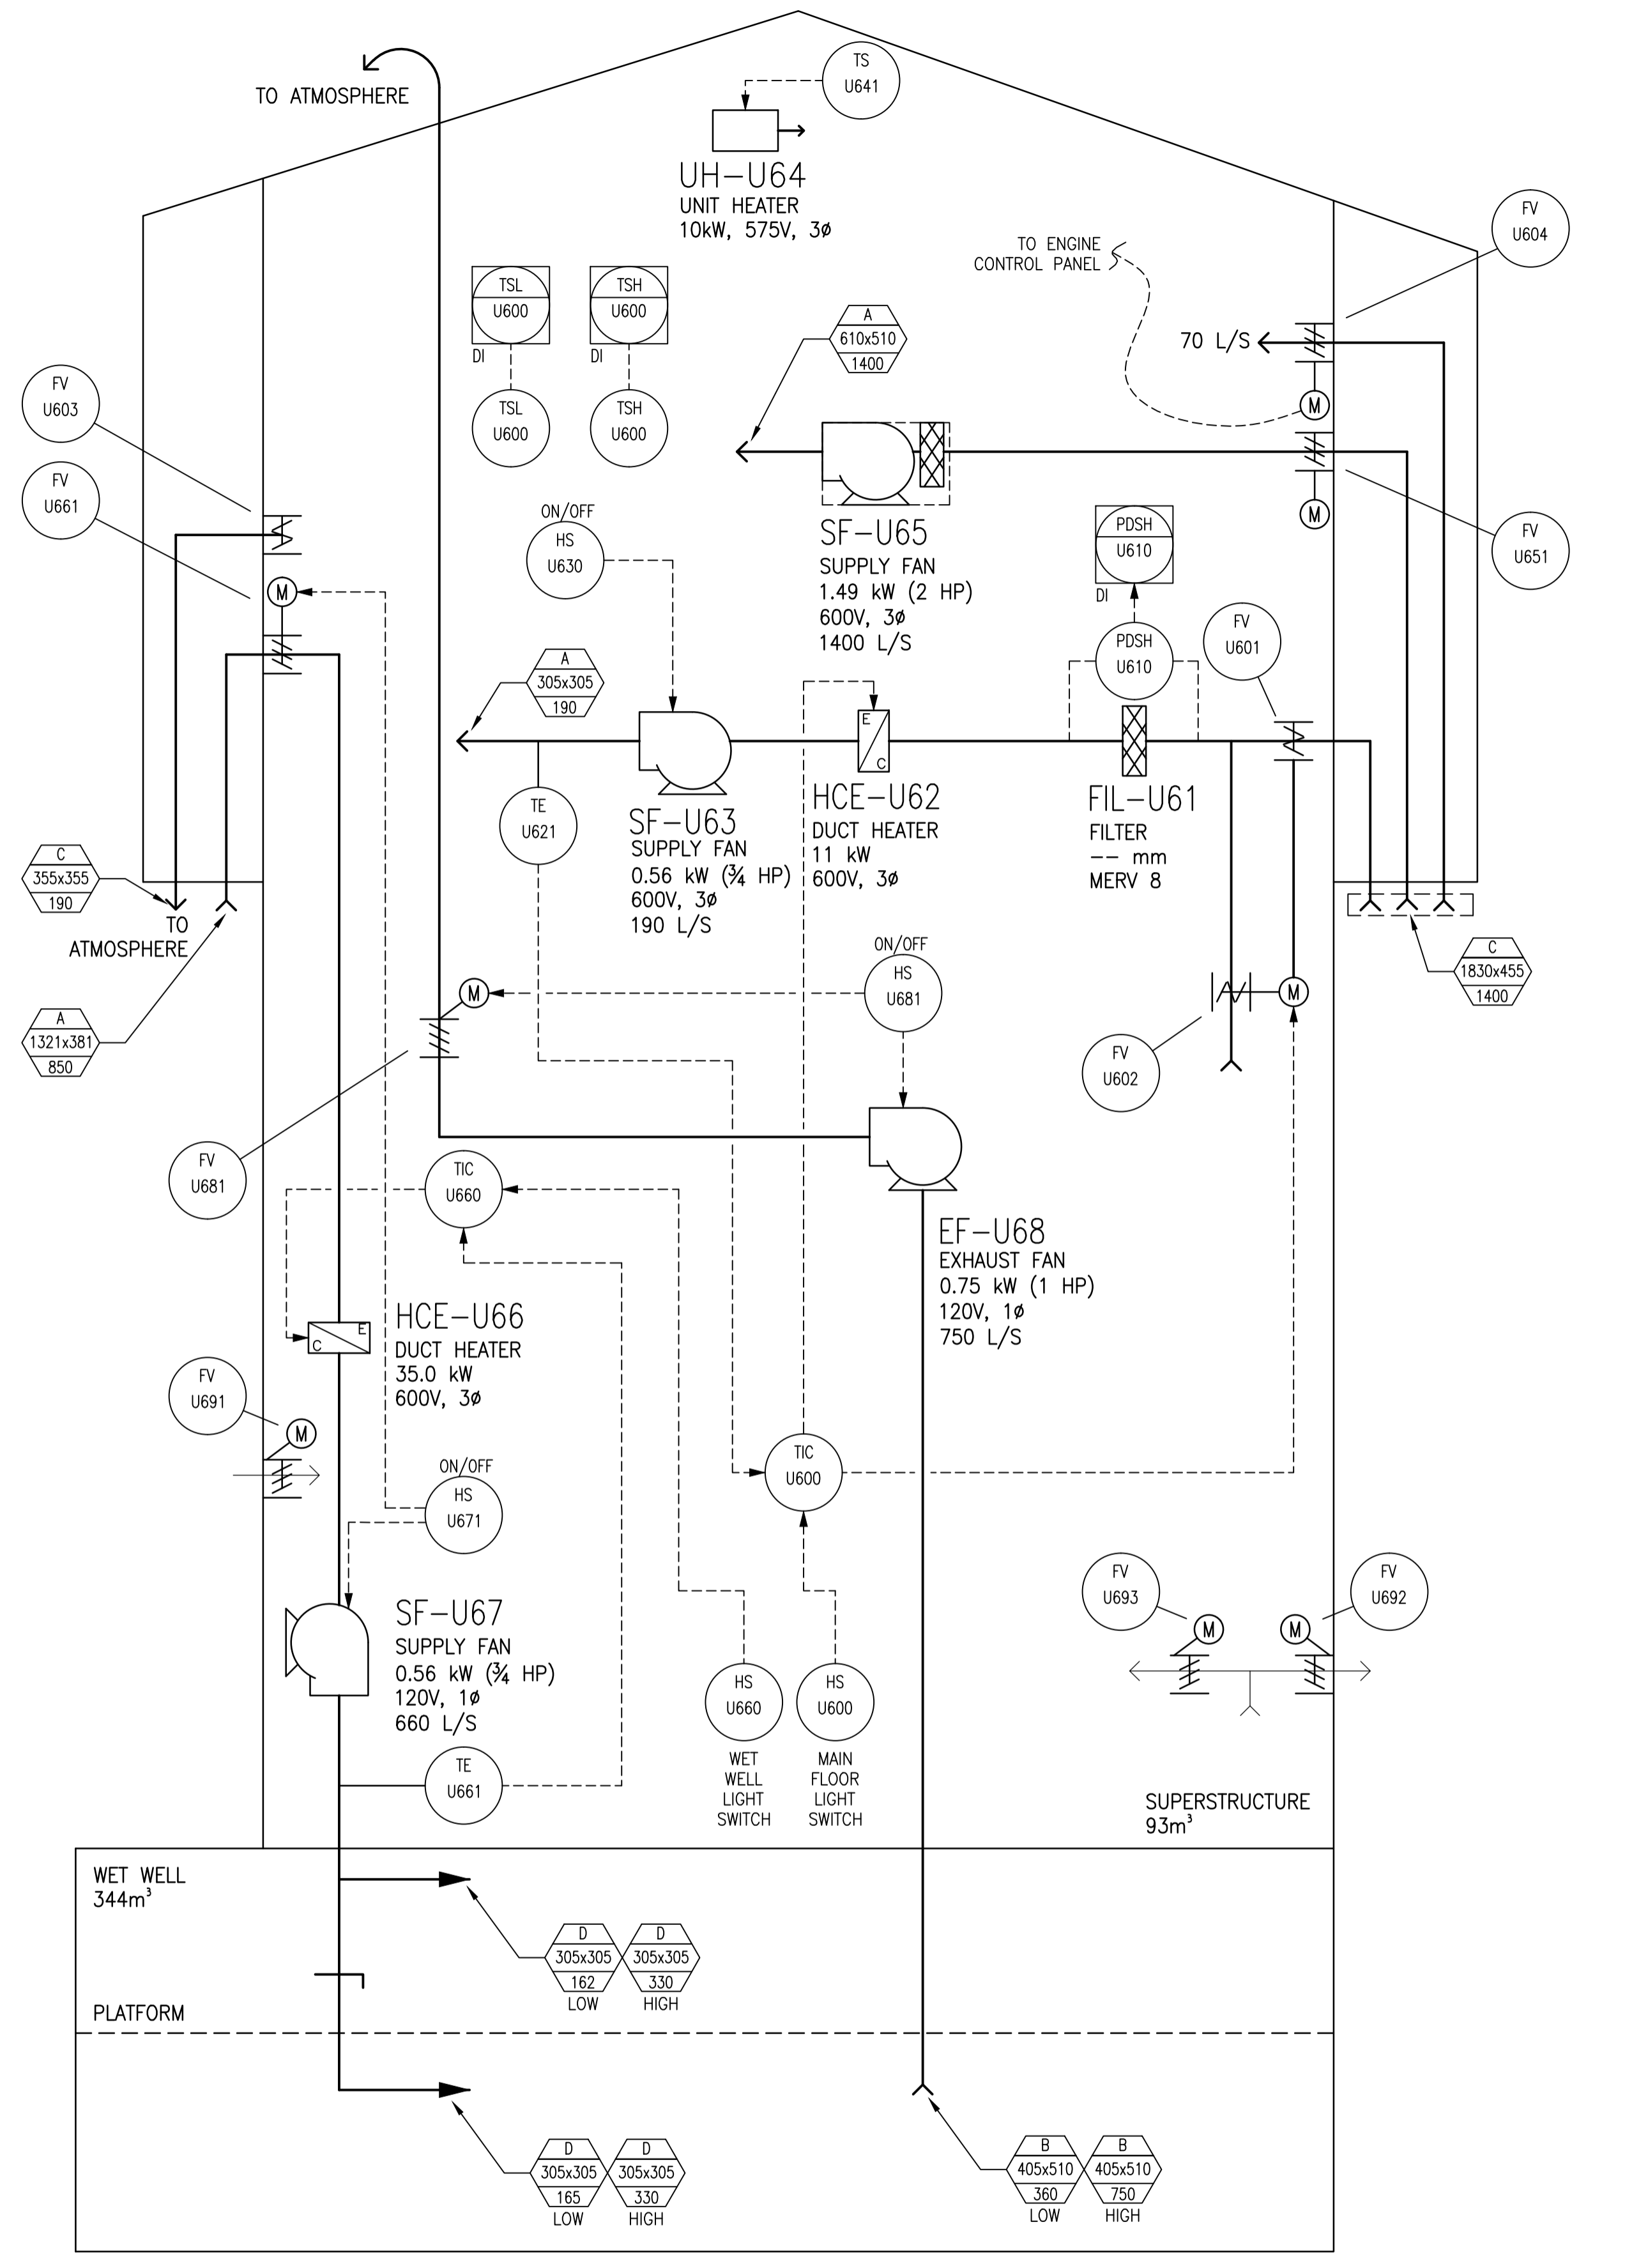 TO ATMOSPHERE
TS
U641
UH-U64
UNIT HEATER
10kW, 575V, 3ø
TO ENGINE
CONTROL PANEL
FV
U604
TSL
U600
DI
TSH
U600
DI
TSL
U600
TSH
U600
A
610x510
1400
70 L/S
M
FV
U603
FV
U661
M
M
FV
U651
SF-U65
SUPPLY FAN
1.49 kW (2 HP)
600V, 3ø
1400 L/S
ON/OFF
HS
U630
PDSH
U610
DI
PDSH
U610
FV
U601
A
305x305
190
E
C
TE
U621
SF-U63
SUPPLY FAN
0.56 kW (¾ HP)
600V, 3ø
190 L/S
HCE-U62
DUCT HEATER
11 kW
600V, 3ø
FIL-U61
FILTER
-- mm
MERV 8
C
355x355
190
TO
ATMOSPHERE
A
1321x381
850
C
1830x455
1400
ON/OFF
HS
U681
M
M
FV
U602
FV
U681
TIC
U660
EF-U68
EXHAUST FAN
0.75 kW (1 HP)
120V, 1ø
750 L/S
E
C
HCE-U66
DUCT HEATER
35.0 kW
600V, 3ø
FV
U691
M
ON/OFF
HS
U671
TIC
U600
SF-U67
SUPPLY FAN
0.56 kW (¾ HP)
120V, 1ø
660 L/S
TE
U661
HS
U660
WET
WELL
LIGHT
SWITCH
HS
U600
MAIN
FLOOR
LIGHT
SWITCH
FV
U693
M
M
FV
U692
SUPERSTRUCTURE
93m³
WET WELL
344m³
D
305x305
162
LOW
D
305x305
330
HIGH
PLATFORM
D
305x305
165
LOW
D
305x305
330
HIGH
B
405x510
360
LOW
B
405x510
750
HIGH